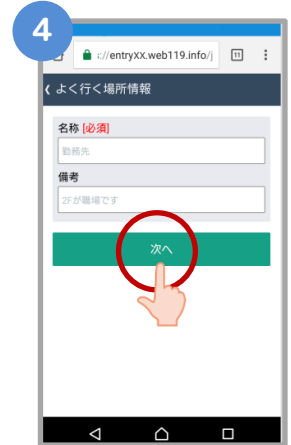 4
://entryXX.web119.info/j
11
よく行く場所情報
名称 [必須]
勤務先
備考
2Fが職場です
次へ